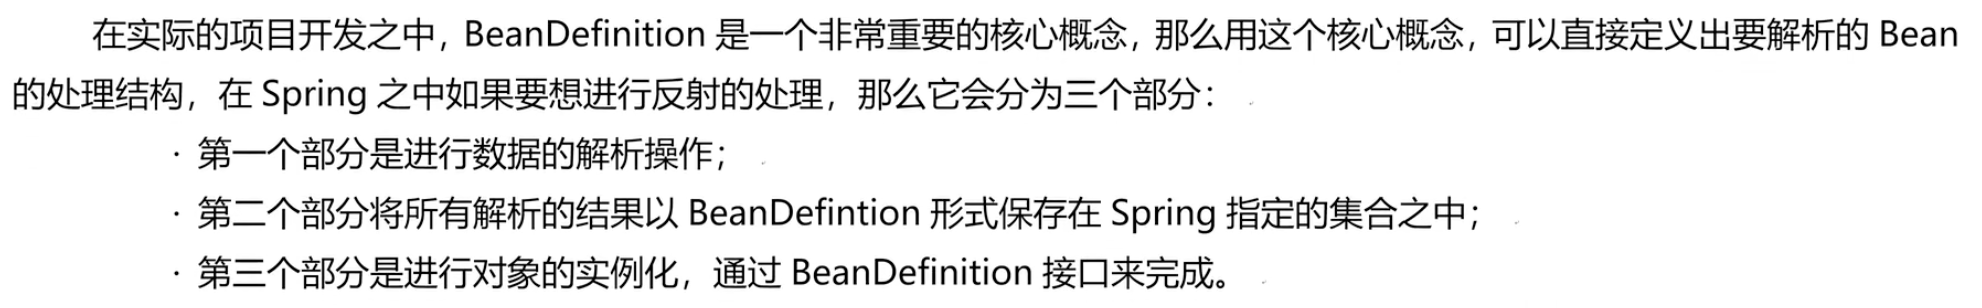 在实际的项目开发之中，BeanDefinition 是一个非常重要的核心概念，那么用这个核心概念，可以直接定义出要解析的 Bean
的处理结构，在 Spring 之中如果要想进行反射的处理，那么它会分为三个部分：
· 第一个部分是进行数据的解析操作；
· 第二个部分将所有解析的结果以 BeanDefintion 形式保存在 Spring 指定的集合之中；
· 第三个部分是进行对象的实例化，通过 BeanDefinition 接口来完成。